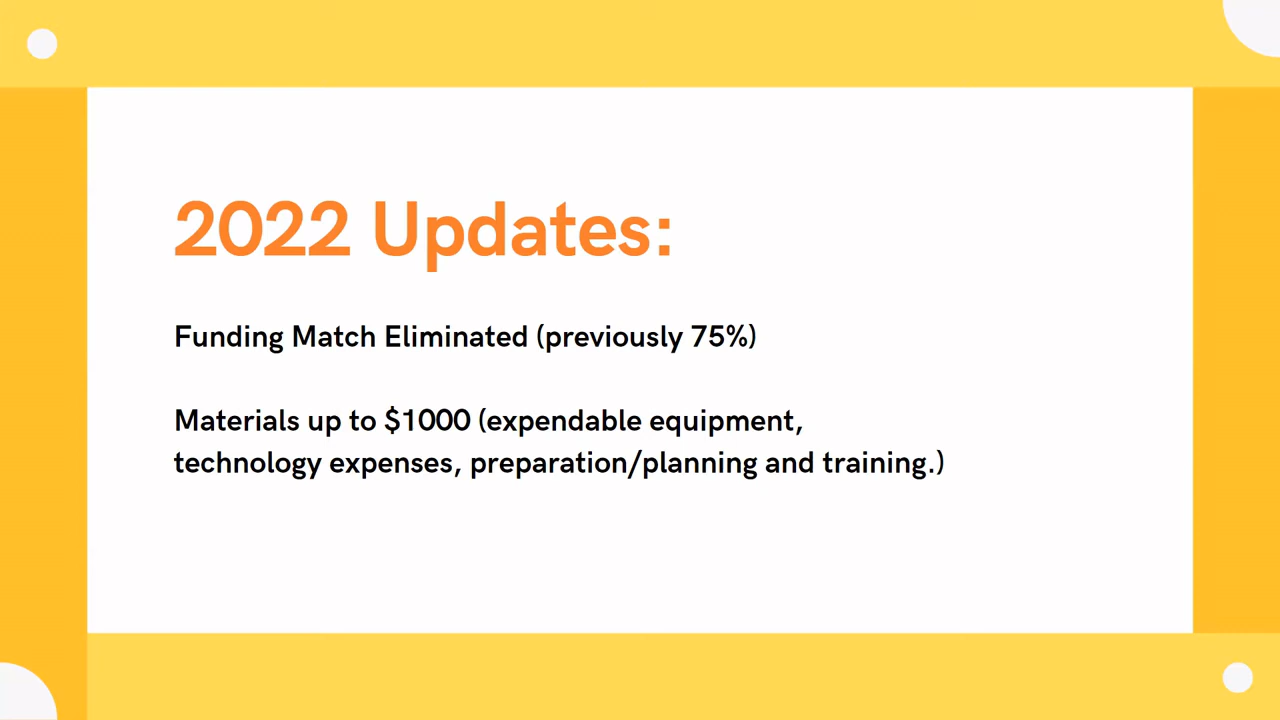 2022 Updates:
Funding Match Eliminated (previously 75%)
Materials up to $1000 (expendable equipment,
technology expenses, preparation/planning and training.)